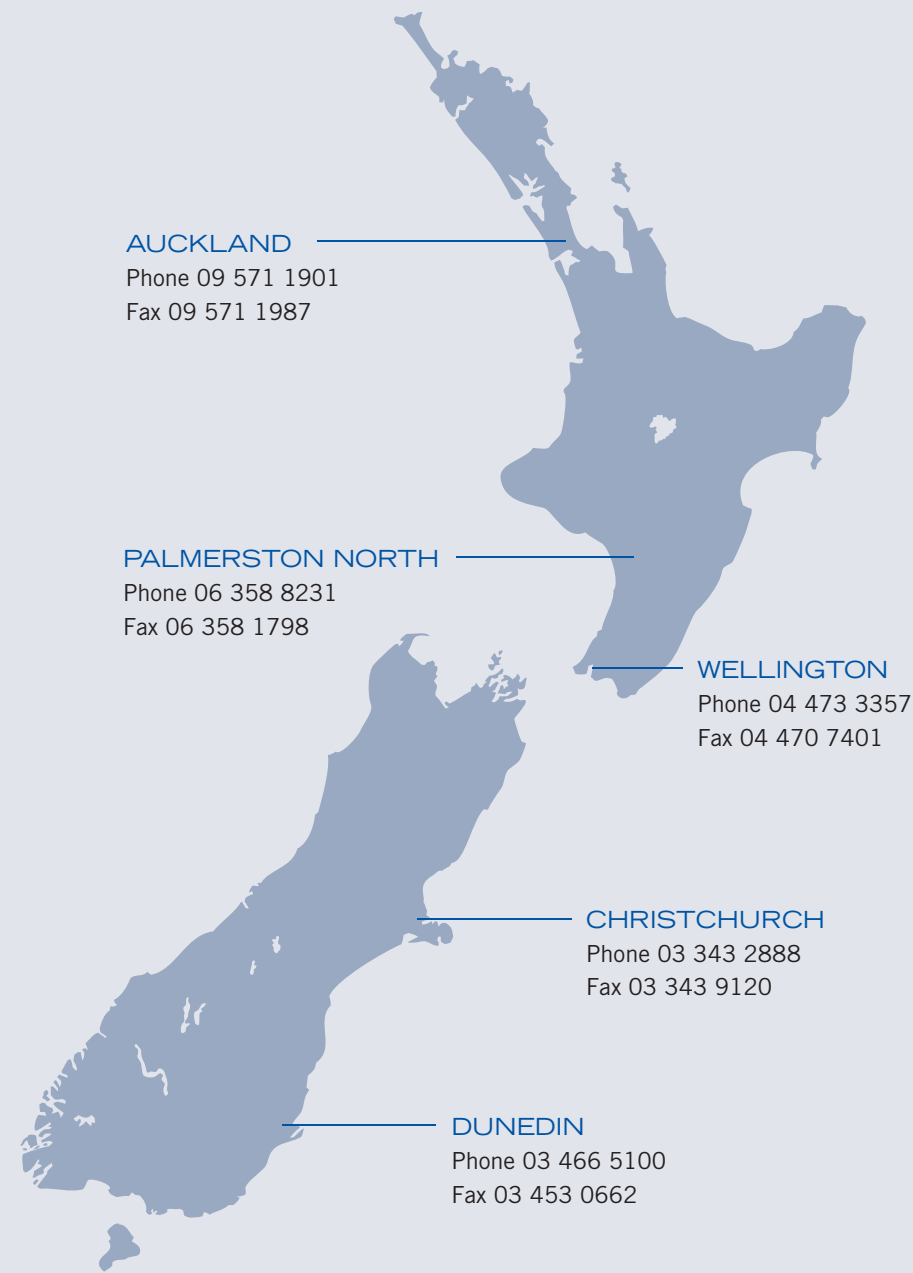 AUCKLAND
Phone 09 571 1901
Fax 09 571 1987
PALMERSTON NORTH
Phone 06 358 8231
Fax 06 358 1798
WELLINGTON
Phone 04 473 3357
Fax 04 470 7401
CHRISTCHURCH
Phone 03 343 2888
Fax 03 343 9120
DUNEDIN
Phone 03 466 5100
Fax 03 453 0662